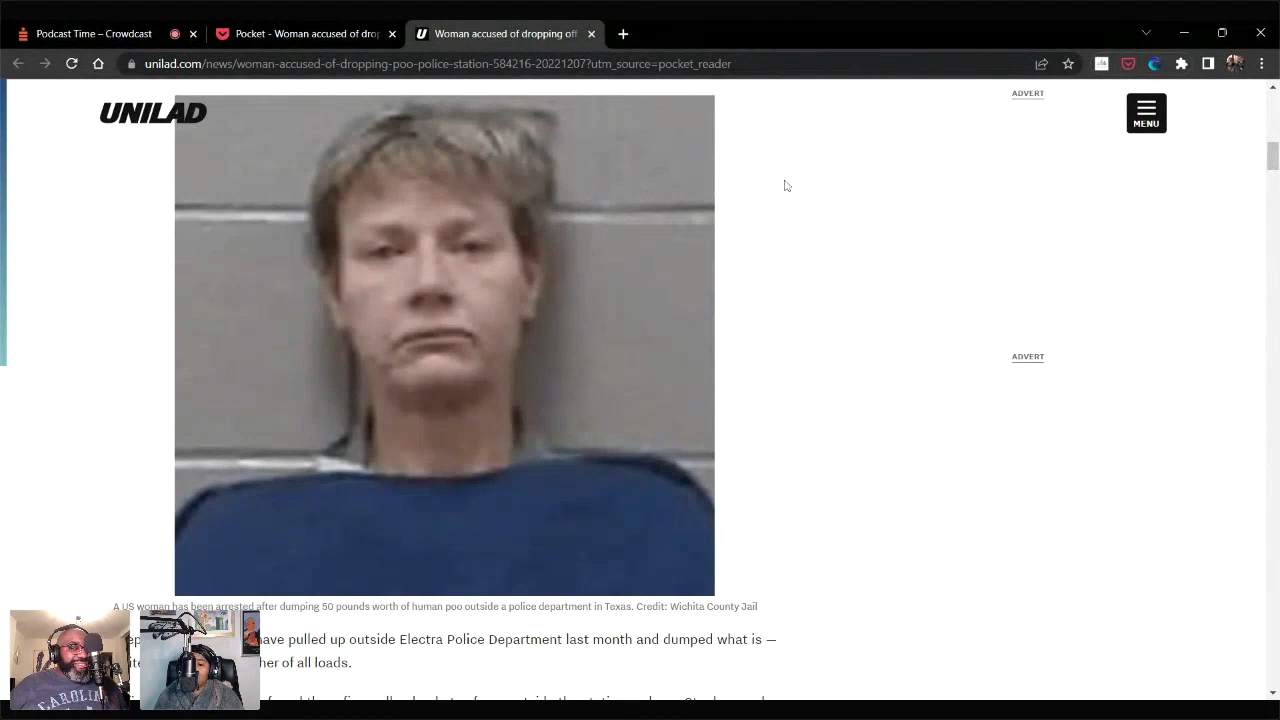 Podcast Time – Crowdcast
Pocket - Woman accused of drop
Woman accused of dropping off
unilad.com/news/woman-accused-of-dropping-poo-police-station-584216-20221207?utm_source=pocket_reader
UNILAD
ADVERT
MENU
ADVERT
A US woman has been arrested after dumping 50 pounds worth of human poo outside a police department in Texas. Credit: Wichita County Jail
have pulled up outside Electra Police Department last month and dumped what is —
of all loads.
CAROLIN